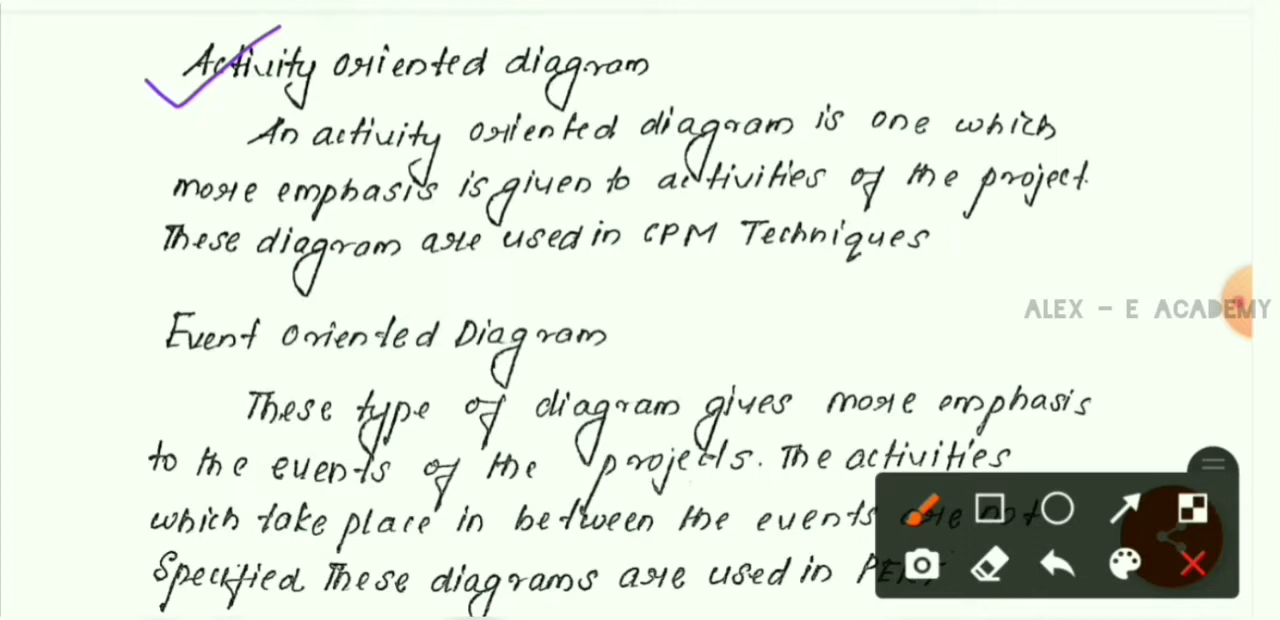 Activity oriented diagram
An activity oriented diagram is one which
more emphasis is given to activities of the project.
These diagram are used in CPM Techniques
ALEX - E ACADEMY
Event Oriented Diagram
These type of diagram gives more emphasis
to the events of the projects. The activities
which take place in between the events are not
Specified These diagrams are used in PERT